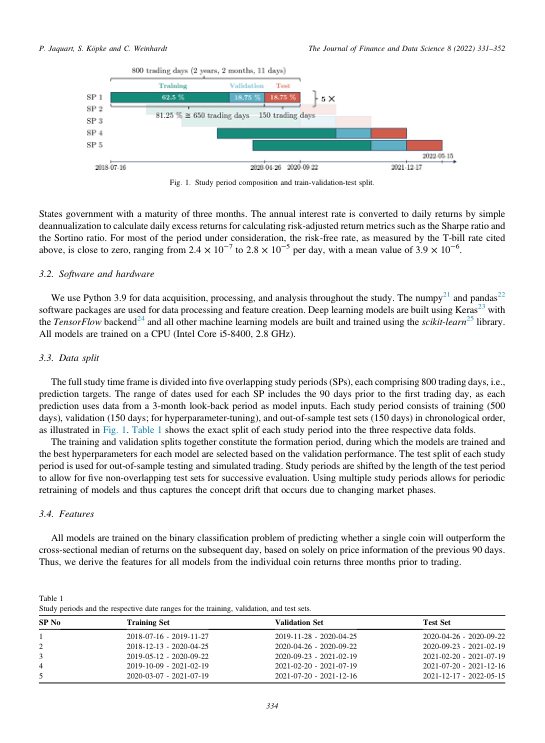 P. Jaquart, S. Köpke and C. Weinhardt
The Journal of Finance and Data Science 8 (2022) 331–352
800 trading days (2 years, 2 months, 11 days)
Training Validation Test
SP 1 62.5 % 18.75 % 18.75 % 5 ×
SP 2
81.25 % ≅ 650 trading days 150 trading days
SP 3
SP 4
SP 5
2022-05-15
2018-07-16 2020-04-26 2020-09-22 2021-12-17
Fig. 1. Study period composition and train-validation-test split.
States government with a maturity of three months. The annual interest rate is converted to daily returns by simple
deannualization to calculate daily excess returns for calculating risk-adjusted return metrics such as the Sharpe ratio and
the Sortino ratio. For most of the period under consideration, the risk-free rate, as measured by the T-bill rate cited
above, is close to zero, ranging from 2.4 × 10⁻⁷ to 2.8 × 10⁻⁵ per day, with a mean value of 3.9 × 10⁻⁶.
3.2. Software and hardware
We use Python 3.9 for data acquisition, processing, and analysis throughout the study. The numpy²¹ and pandas²²
software packages are used for data processing and feature creation. Deep learning models are built using Keras²³ with
the TensorFlow backend²⁴ and all other machine learning models are built and trained using the scikit-learn²⁵ library.
All models are trained on a CPU (Intel Core i5-8400, 2.8 GHz).
3.3. Data split
The full study time frame is divided into five overlapping study periods (SPs), each comprising 800 trading days, i.e.,
prediction targets. The range of dates used for each SP includes the 90 days prior to the first trading day, as each
prediction uses data from a 3-month look-back period as model inputs. Each study period consists of training (500
days), validation (150 days; for hyperparameter-tuning), and out-of-sample test sets (150 days) in chronological order,
as illustrated in Fig. 1. Table 1 shows the exact split of each study period into the three respective data folds.
The training and validation splits together constitute the formation period, during which the models are trained and
the best hyperparameters for each model are selected based on the validation performance. The test split of each study
period is used for out-of-sample testing and simulated trading. Study periods are shifted by the length of the test period
to allow for five non-overlapping test sets for successive evaluation. Using multiple study periods allows for periodic
retraining of models and thus captures the concept drift that occurs due to changing market phases.
3.4. Features
All models are trained on the binary classification problem of predicting whether a single coin will outperform the
cross-sectional median of returns on the subsequent day, based on solely on price information of the previous 90 days.
Thus, we derive the features for all models from the individual coin returns three months prior to trading.
Table 1
Study periods and the respective date ranges for the training, validation, and test sets.
SP No Training Set Validation Set Test Set
1 2018-07-16 - 2019-11-27 2019-11-28 - 2020-04-25 2020-04-26 - 2020-09-22
2 2018-12-13 - 2020-04-25 2020-04-26 - 2020-09-22 2020-09-23 - 2021-02-19
3 2019-05-12 - 2020-09-22 2020-09-23 - 2021-02-19 2021-02-20 - 2021-07-19
4 2019-10-09 - 2021-02-19 2021-02-20 - 2021-07-19 2021-07-20 - 2021-12-16
5 2020-03-07 - 2021-07-19 2021-07-20 - 2021-12-16 2021-12-17 - 2022-05-15
334